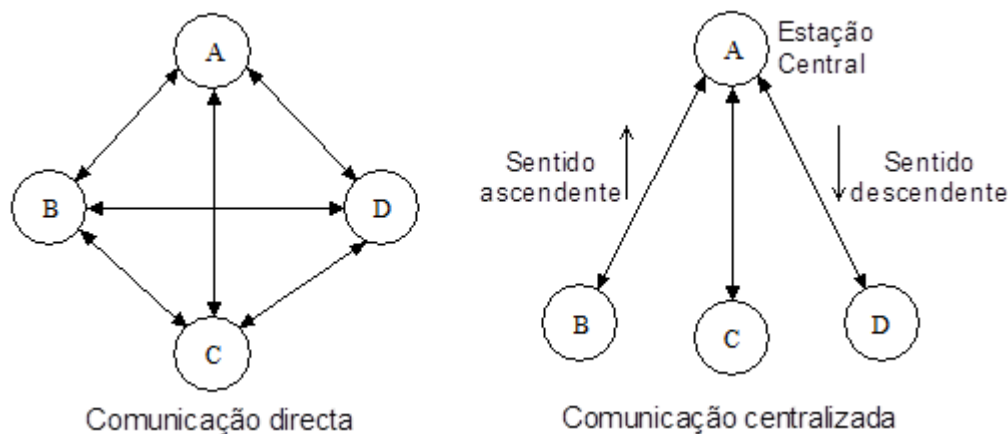 A
B
D
C
Comunicação directa
A
Estação
Central
Sentido
ascendente
Sentido
descendente
B
C
D
Comunicação centralizada